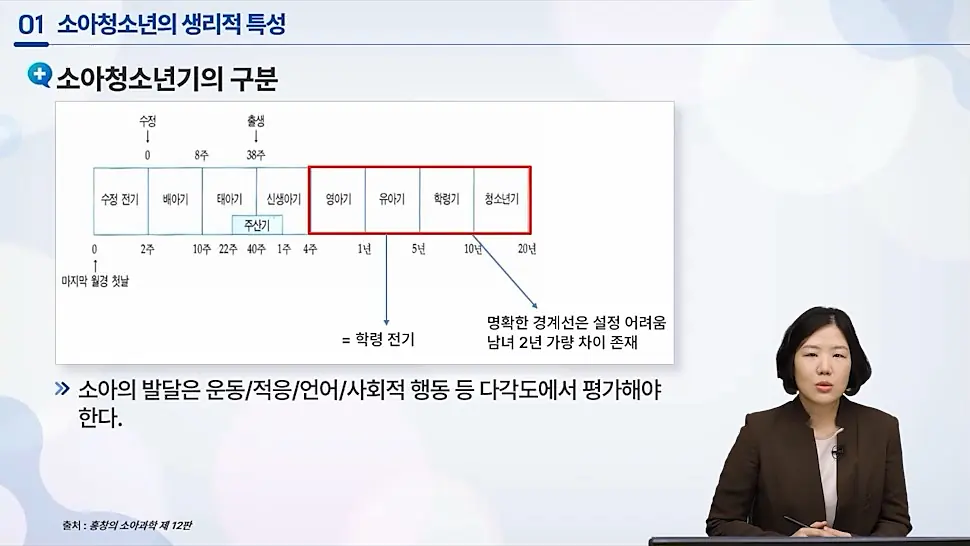 01 소아청소년의 생리적 특성
소아청소년기의 구분
수정 출생
0 8주 38주
수정 전기 배아기 태아기 신생아기 영아기 유아기 학령기 청소년기
주산기
0 2주 10주 22주 40주 1주 4주 1년 5년 10년 20년
마지막 월경 첫날
= 학령 전기
명확한 경계선은 설정 어려움
남녀 2년 가량 차이 존재
소아의 발달은 운동/적응/언어/사회적 행동 등 다각도에서 평가해야
한다.
출처 : 홍창의 소아과학 제 12판